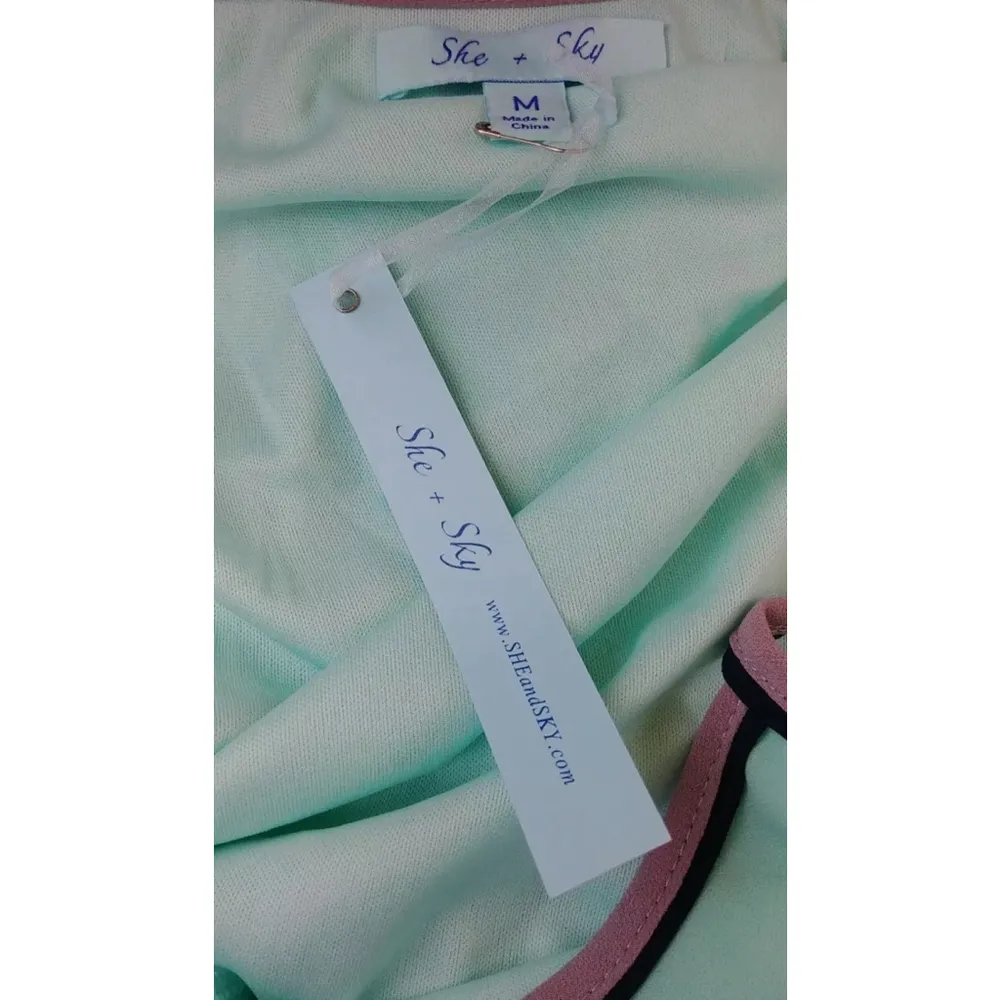 She + Sky
M
Made in
China
She + Sky
www.SHEandSKY.com